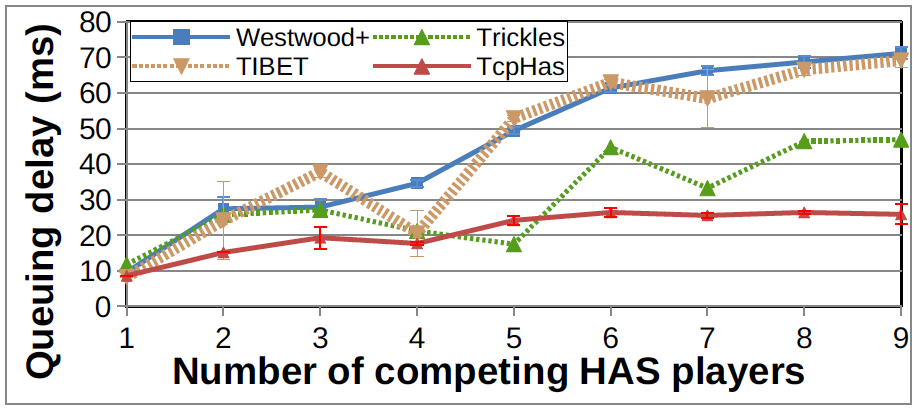 Queuing delay (ms)
80
70
60
50
40
30
20
10
0
Westwood+ Trickles
TIBET TcpHas
1 2 3 4 5 6 7 8 9
Number of competing HAS players